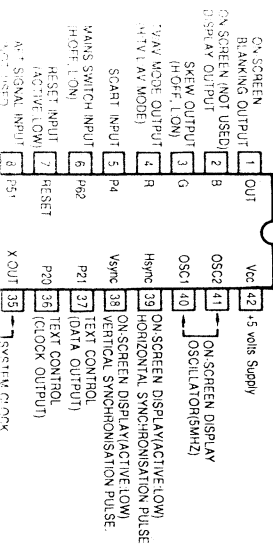 ON SCREEN
BLANKING OUTPUT
ON SCREEN (NOT USED)
DISPLAY OUTPUT
SKEW OUTPUT
(H:OFF, L:ON)
TV/AV MODE OUTPUT
(H:TV L:AV MODE)
SCART INPUT
MAINS SWITCH INPUT
(H:OFF, L:ON)
RESET INPUT
(ACTIVE LOW)
SIGNAL INPUT
1 OUT
2 B
3 G
4 R
5 P4
6 P62
7 RESET
8 P51
Vcc 42 +5 volts Supply
OSC2 41
OSC1 40
ON-SCREEN DISPLAY
OSCILLATOR(5MHZ)
Hsync 39 ON-SCREEN DISPLAY(ACTIVE:LOW)
HORIZONTAL SYNCHRONISATION PULSE
Vsync 38 ON-SCREEN DISPLAY(ACTIVE:LOW)
VERTICAL SYNCHRONISATION PULSE.
P21 37 TEXT CONTROL
(DATA OUTPUT)
P20 36 TEXT CONTROL
(CLOCK OUTPUT)
X.OUT 35 SYSTEM CLOCK